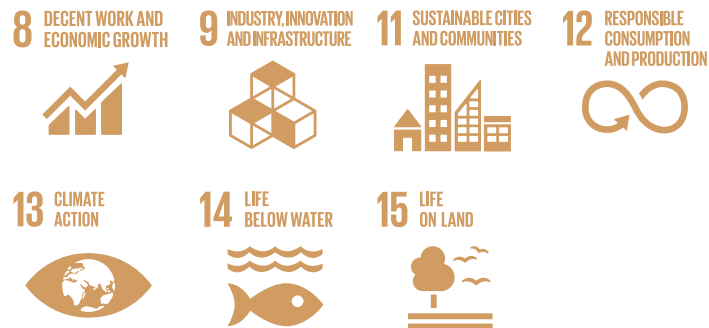 8 DECENT WORK AND
ECONOMIC GROWTH
9 INDUSTRY, INNOVATION
AND INFRASTRUCTURE
11 SUSTAINABLE CITIES
AND COMMUNITIES
12 RESPONSIBLE
CONSUMPTION
AND PRODUCTION
13 CLIMATE
ACTION
14 LIFE
BELOW WATER
15 LIFE
ON LAND